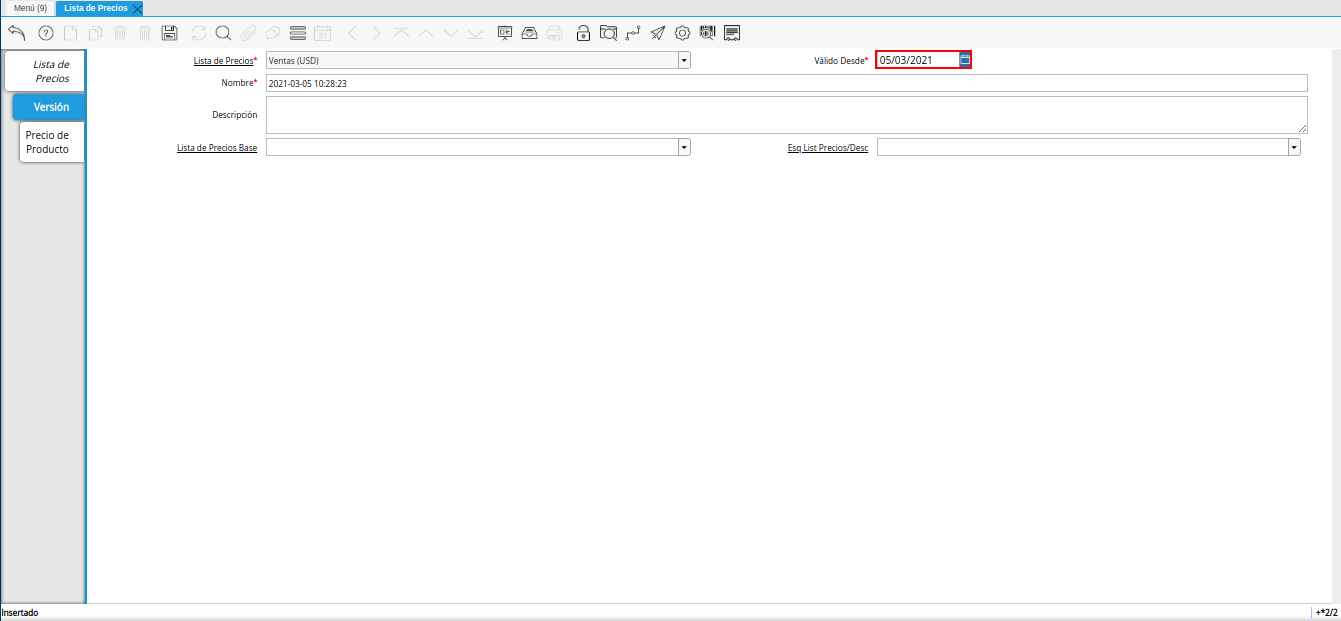 Menú (9)
Lista de Precios
Lista de Precios
Versión
Precio de Producto
Lista de Precios* Ventas (USD) Válido Desde* 05/03/2021
Nombre* 2021-03-05 10:28:23
Descripción
Lista de Precios Base Esq List Precios/Desc
Insertado +*2/2